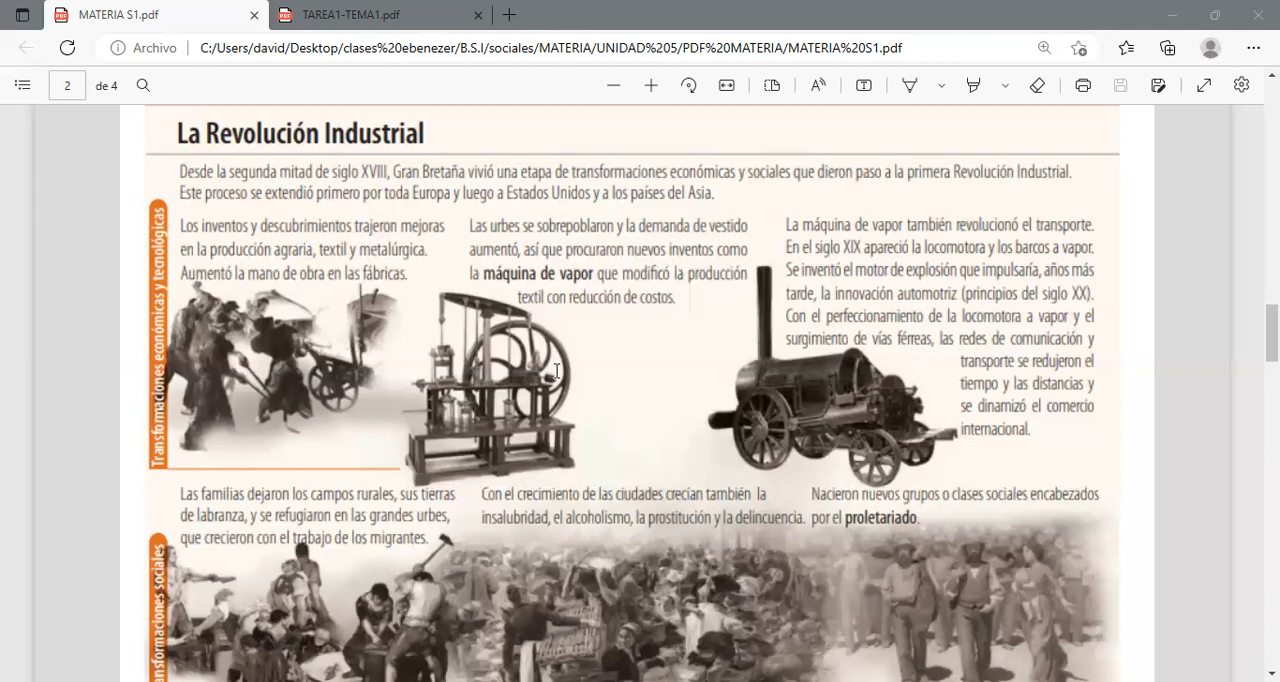 MATERIA S1.pdf
TAREA1-TEMA1.pdf
Archivo
C:/Users/david/Desktop/clases%20ebenezer/B.S.I/sociales/MATERIA/UNIDAD%205/PDF%20MATERIA/MATERIA%20S1.pdf
2
de 4
La Revolución Industrial
Desde la segunda mitad de siglo XVIII, Gran Bretaña vivió una etapa de transformaciones económicas y sociales que dieron paso a la primera Revolución Industrial.
Este proceso se extendió primero por toda Europa y luego a Estados Unidos y a los países del Asia.
Transformaciones económicas y tecnológicas
Los inventos y descubrimientos trajeron mejoras
en la producción agraria, textil y metalúrgica.
Aumentó la mano de obra en las fábricas.
Las urbes se sobrepoblaron y la demanda de vestido
aumentó, así que procuraron nuevos inventos como
la máquina de vapor que modificó la producción
textil con reducción de costos.
La máquina de vapor también revolucionó el transporte.
En el siglo XIX apareció la locomotora y los barcos a vapor.
Se inventó el motor de explosión que impulsaría, años más
tarde, la innovación automotriz (principios del siglo XX).
Con el perfeccionamiento de la locomotora a vapor y el
surgimiento de vías férreas, las redes de comunicación y
transporte se redujeron el
tiempo y las distancias y
se dinamizó el comercio
internacional.
ansformaciones sociales
Las familias dejaron los campos rurales, sus tierras
de labranza, y se refugiaron en las grandes urbes,
que crecieron con el trabajo de los migrantes.
Con el crecimiento de las ciudades crecían también la
insalubridad, el alcoholismo, la prostitución y la delincuencia.
Nacieron nuevos grupos o clases sociales encabezados
por el proletariado.